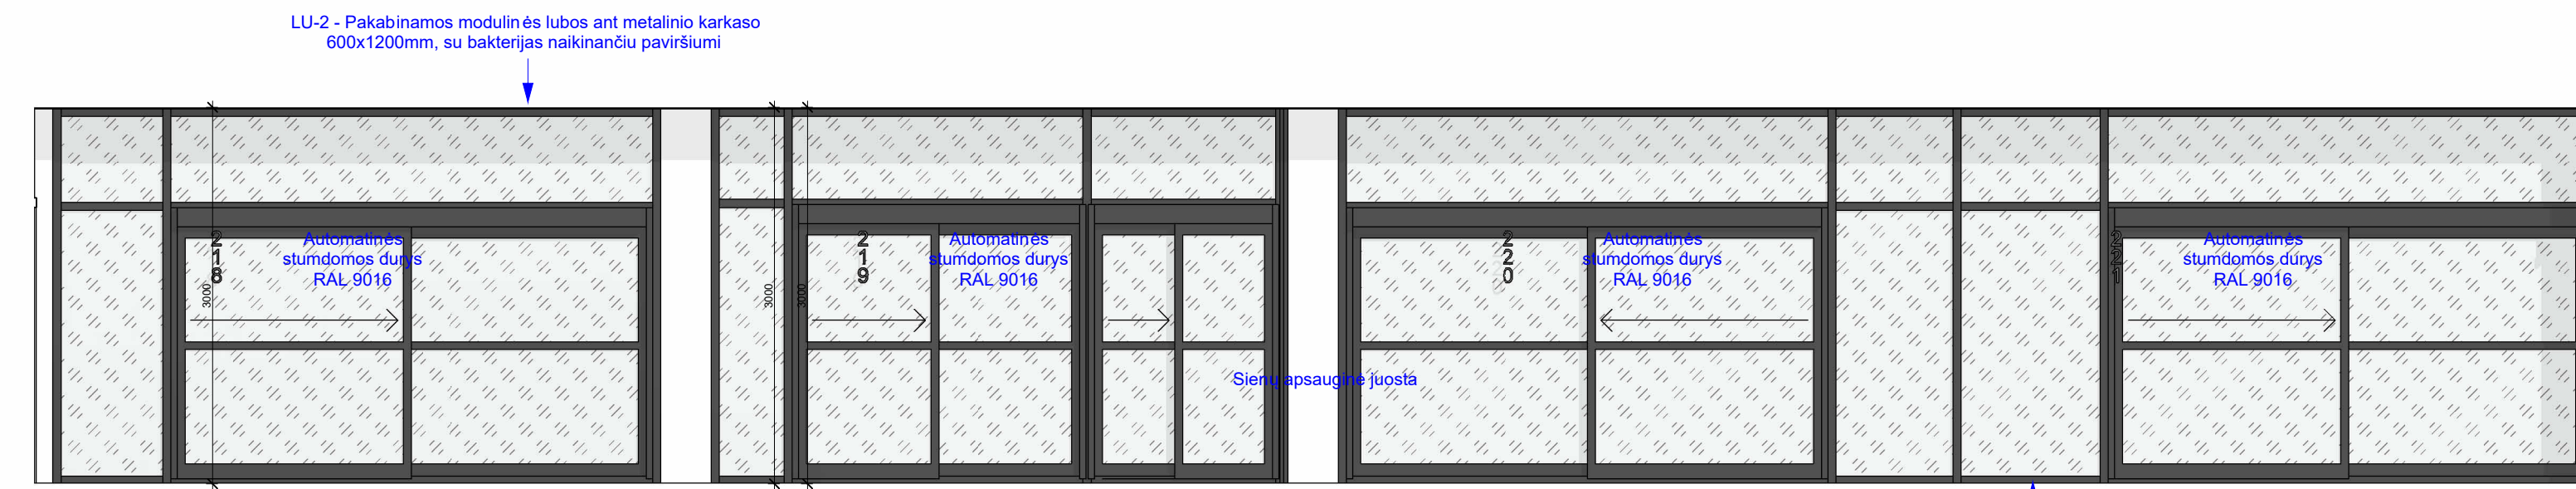 LU-2 - Pakabinamos modulinės lubos ant metalinio karkaso
600x1200mm, su bakterijas naikinančiu paviršiumi
218
Automatinės
stumdomos durys
RAL 9016
3000
3000
3000
219
Automatinės
stumdomos durys
RAL 9016
Sienų apsauginė juosta
220
Automatinės
stumdomos durys
RAL 9016
221
Automatinės
stumdomos durys
RAL 9016